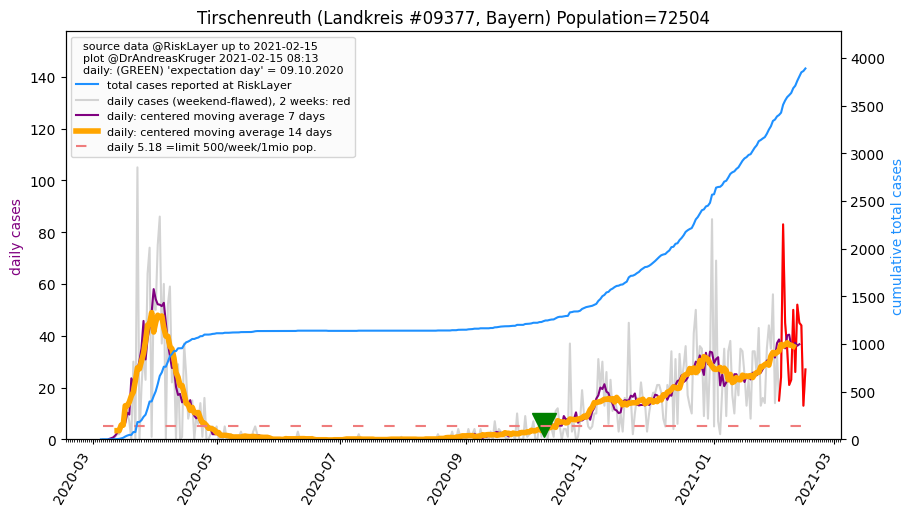 Tirschenreuth (Landkreis #09377, Bayern) Population=72504
source data @RiskLayer up to 2021-02-15
plot @DrAndreasKruger 2021-02-15 08:13
daily: (GREEN) 'expectation day' = 09.10.2020
total cases reported at RiskLayer
daily cases (weekend-flawed), 2 weeks: red
daily: centered moving average 7 days
daily: centered moving average 14 days
daily 5.18 =limit 500/week/1mio pop.
daily cases
140
120
100
80
60
40
20
0
cumulative total cases
4000
3500
3000
2500
2000
1500
1000
500
0
2020-03
2020-05
2020-07
2020-09
2020-11
2021-01
2021-03